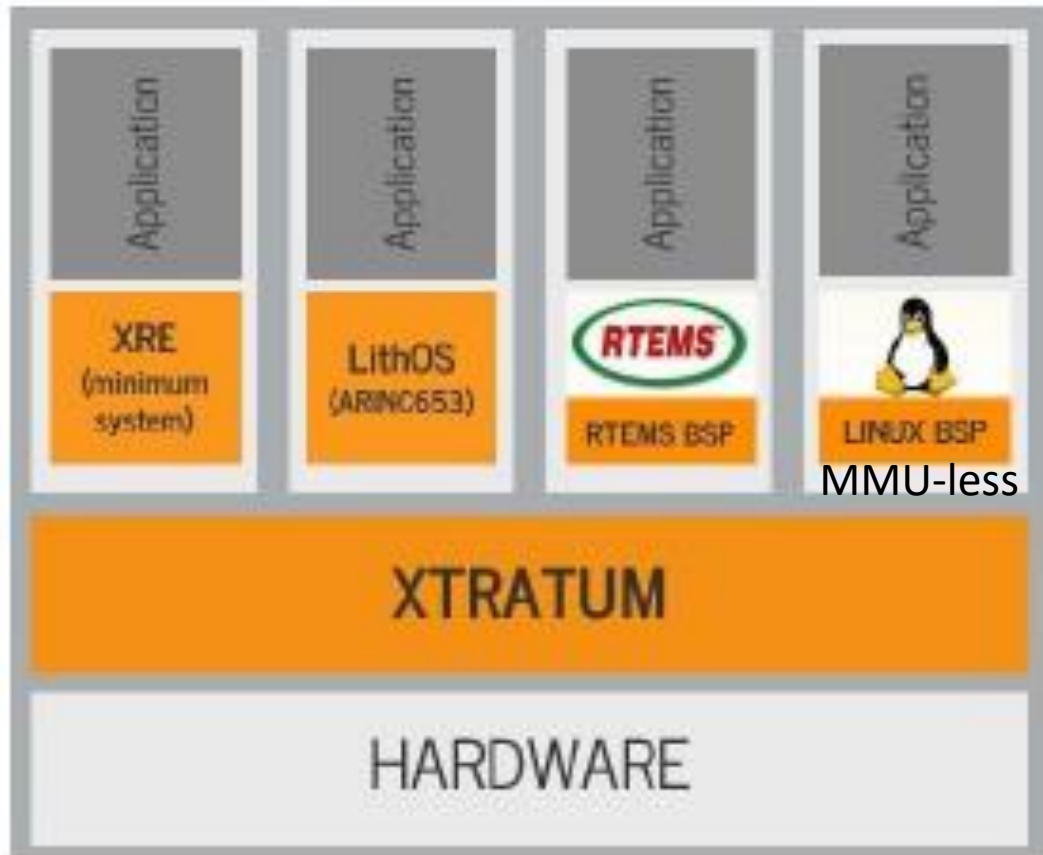 Application
Application
Application
Application
XRE
(minimum
system)
LithOS
(ARINC653)
RTEMS
RTEMS BSP
LINUX BSP
MMU-less
XTRATUM
HARDWARE